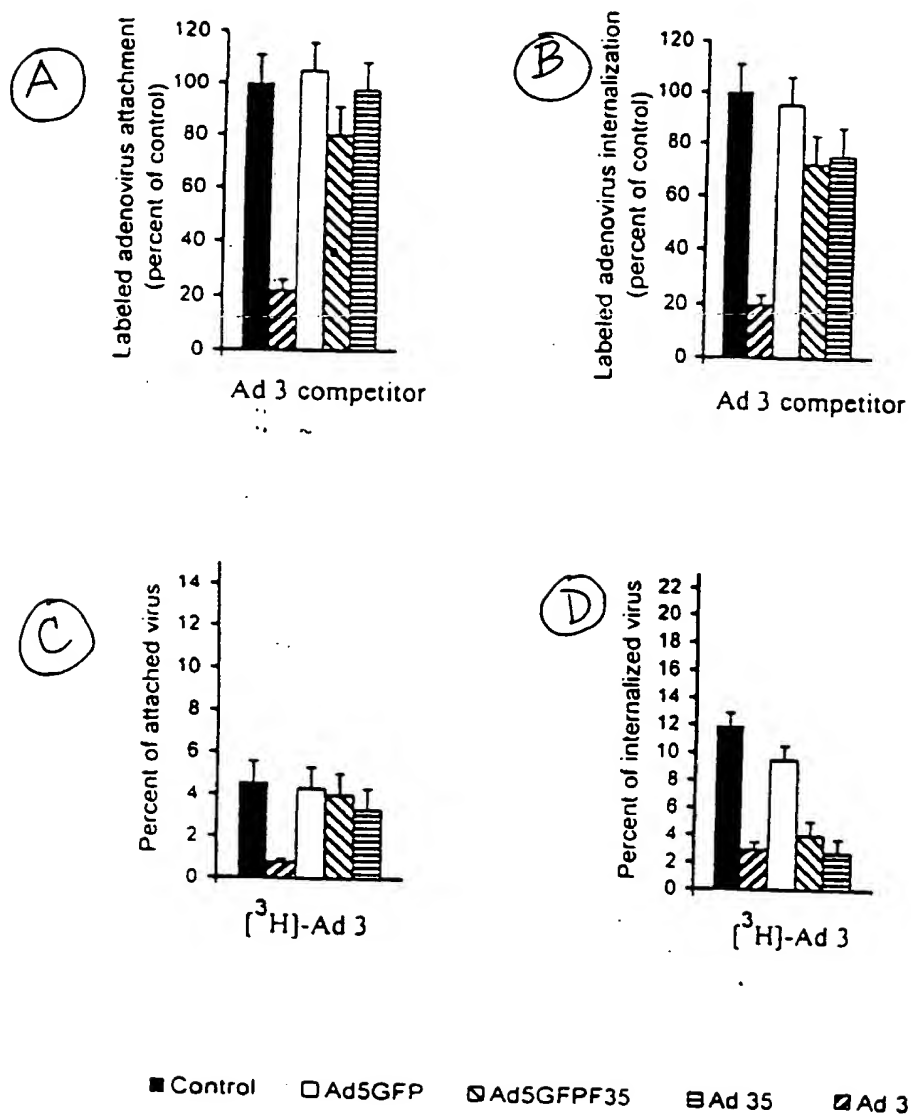 A
Labeled adenovirus attachment
(percent of control)
120
100
80
60
40
20
0
Ad 3 competitor
B
Labeled adenovirus internalization
(percent of control)
120
100
80
60
40
20
0
Ad 3 competitor
C
Percent of attached virus
14
12
10
8
6
4
2
0
[³H]-Ad 3
D
Percent of internalized virus
22
20
18
16
14
12
10
8
6
4
2
0
[³H]-Ad 3
Control
Ad5GFP
Ad5GFPF35
Ad 35
Ad 3